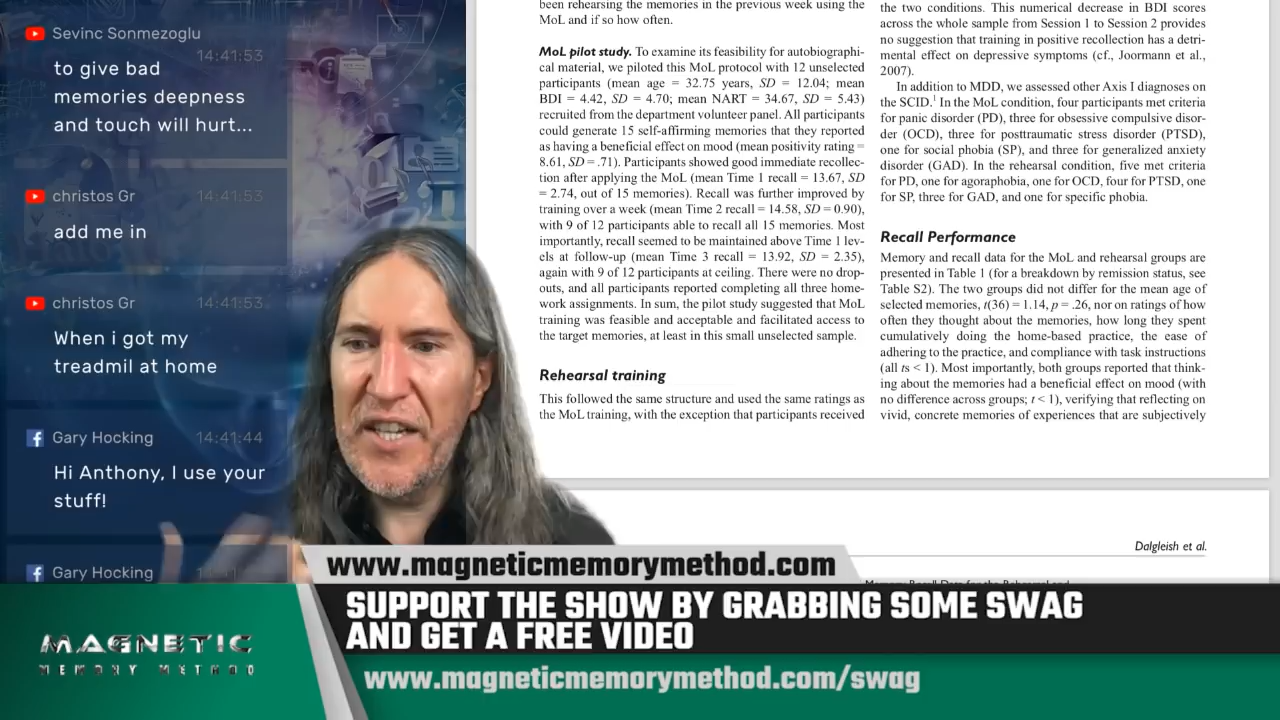 Sevinc Sonmezoglu
14:41:53
to give bad
memories deepness
and touch will hurt...
christos Gr 14:41:53
add me in
christos Gr 14:41:53
When i got my
treadmil at home
Gary Hocking 14:41:44
Hi Anthony, I use your
stuff!
Gary Hocking
been rehearsing the memories in the previous week using the
MoL and if so how often.
MoL pilot study. To examine its feasibility for autobiographi-
cal material, we piloted this MoL protocol with 12 unselected
participants (mean age = 32.75 years, SD = 12.04; mean
BDI = 4.42, SD = 4.70; mean NART = 34.67, SD = 5.43)
recruited from the department volunteer panel. All participants
could generate 15 self-affirming memories that they reported
as having a beneficial effect on mood (mean positivity rating =
8.61, SD = .71). Participants showed good immediate recollec-
tion after applying the MoL (mean Time 1 recall = 13.67, SD
= 2.74, out of 15 memories). Recall was further improved by
training over a week (mean Time 2 recall = 14.58, SD = 0.90),
with 9 of 12 participants able to recall all 15 memories. Most
importantly, recall seemed to be maintained above Time 1 lev-
els at follow-up (mean Time 3 recall = 13.92, SD = 2.35),
again with 9 of 12 participants at ceiling. There were no drop-
outs, and all participants reported completing all three home-
work assignments. In sum, the pilot study suggested that MoL
training was feasible and acceptable and facilitated access to
the target memories, at least in this small unselected sample.
Rehearsal training
This followed the same structure and used the same ratings as
the MoL training, with the exception that participants received
the two conditions. This numerical decrease in BDI scores
across the whole sample from Session 1 to Session 2 provides
no suggestion that training in positive recollection has a detri-
mental effect on depressive symptoms (cf., Joormann et al.,
2007).
In addition to MDD, we assessed other Axis I diagnoses on
the SCID.1 In the MoL condition, four participants met criteria
for panic disorder (PD), three for obsessive compulsive disor-
der (OCD), three for posttraumatic stress disorder (PTSD),
one for social phobia (SP), and three for generalized anxiety
disorder (GAD). In the rehearsal condition, five met criteria
for PD, one for agoraphobia, one for OCD, four for PTSD, one
for SP, three for GAD, and one for specific phobia.
Recall Performance
Memory and recall data for the MoL and rehearsal groups are
presented in Table 1 (for a breakdown by remission status, see
Table S2). The two groups did not differ for the mean age of
selected memories, t(36) = 1.14, p = .26, nor on ratings of how
often they thought about the memories, how long they spent
cumulatively doing the home-based practice, the ease of
adhering to the practice, and compliance with task instructions
(all ts < 1). Most importantly, both groups reported that think-
ing about the memories had a beneficial effect on mood (with
no difference across groups; t < 1), verifying that reflecting on
vivid, concrete memories of experiences that are subjectively
Dalgleish et al.
www.magneticmemorymethod.com
SUPPORT THE SHOW BY GRABBING SOME SWAG
AND GET A FREE VIDEO
www.magneticmemorymethod.com/swag
MAGNETIC
MEMORY METHOD